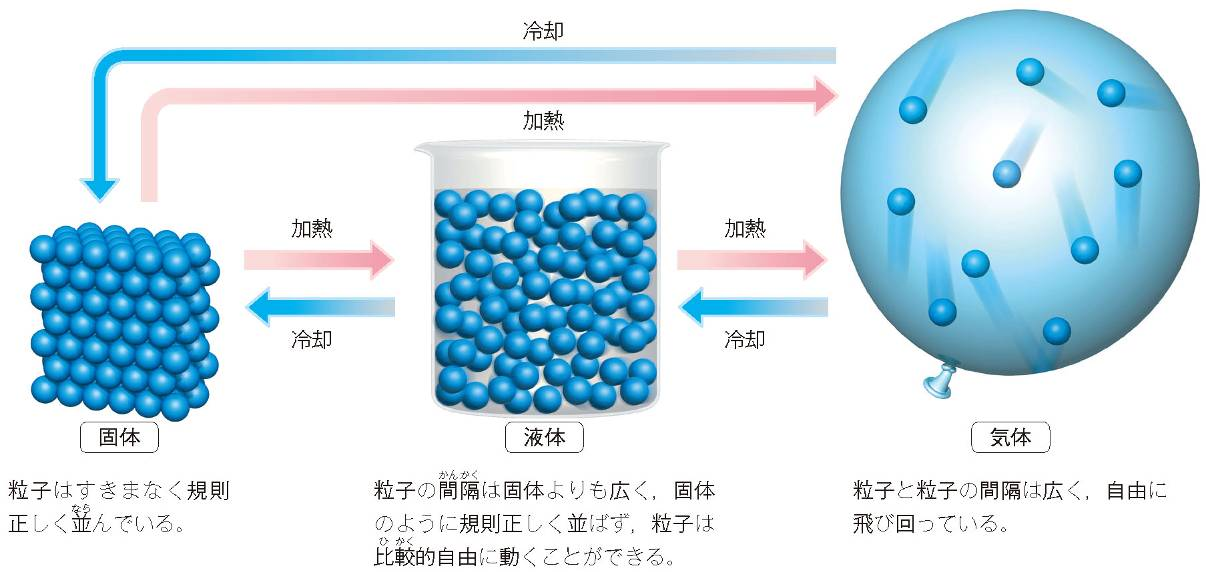 冷却
加熱
加熱
冷却
加熱
冷却
固体
液体
気体
粒子はすきまなく規則
正しく並んでいる。
なら
粒子の間隔は固体よりも広く，固体
かんかく
のように規則正しく並ばず，粒子は
比較的自由に動くことができる。
ひかく
粒子と粒子の間隔は広く，自由に
飛び回っている。